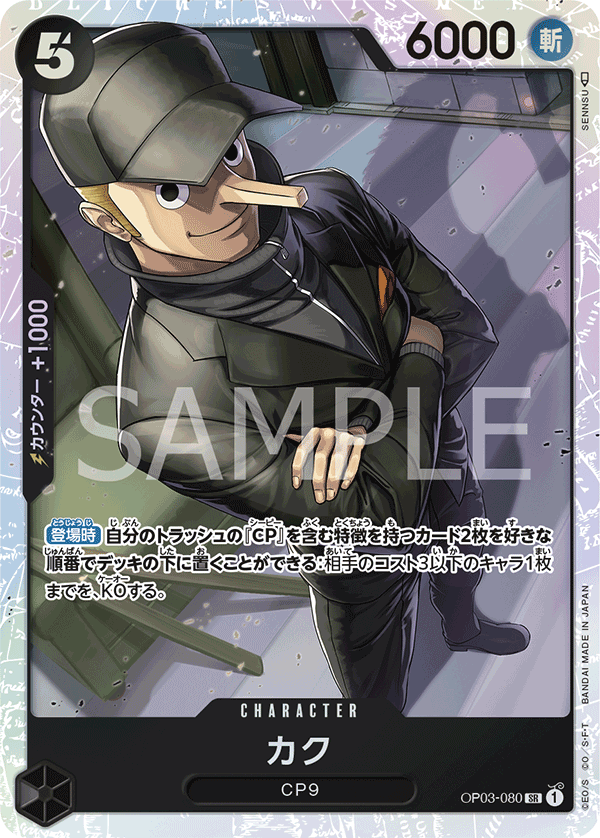 5
6000
斬
SENNSU
カウンター +1000
SAMPLE
登場時 自分のトラッシュの『CP』を含む特徴を持つカード2枚を好きな
順番でデッキの下に置くことができる:相手のコスト3以下のキャラ1枚
までを、KOする。
CHARACTER
カク
CP9
OP03-080 SR 1
©E.O/S ©O/S・F・T BANDAI MADE IN JAPAN